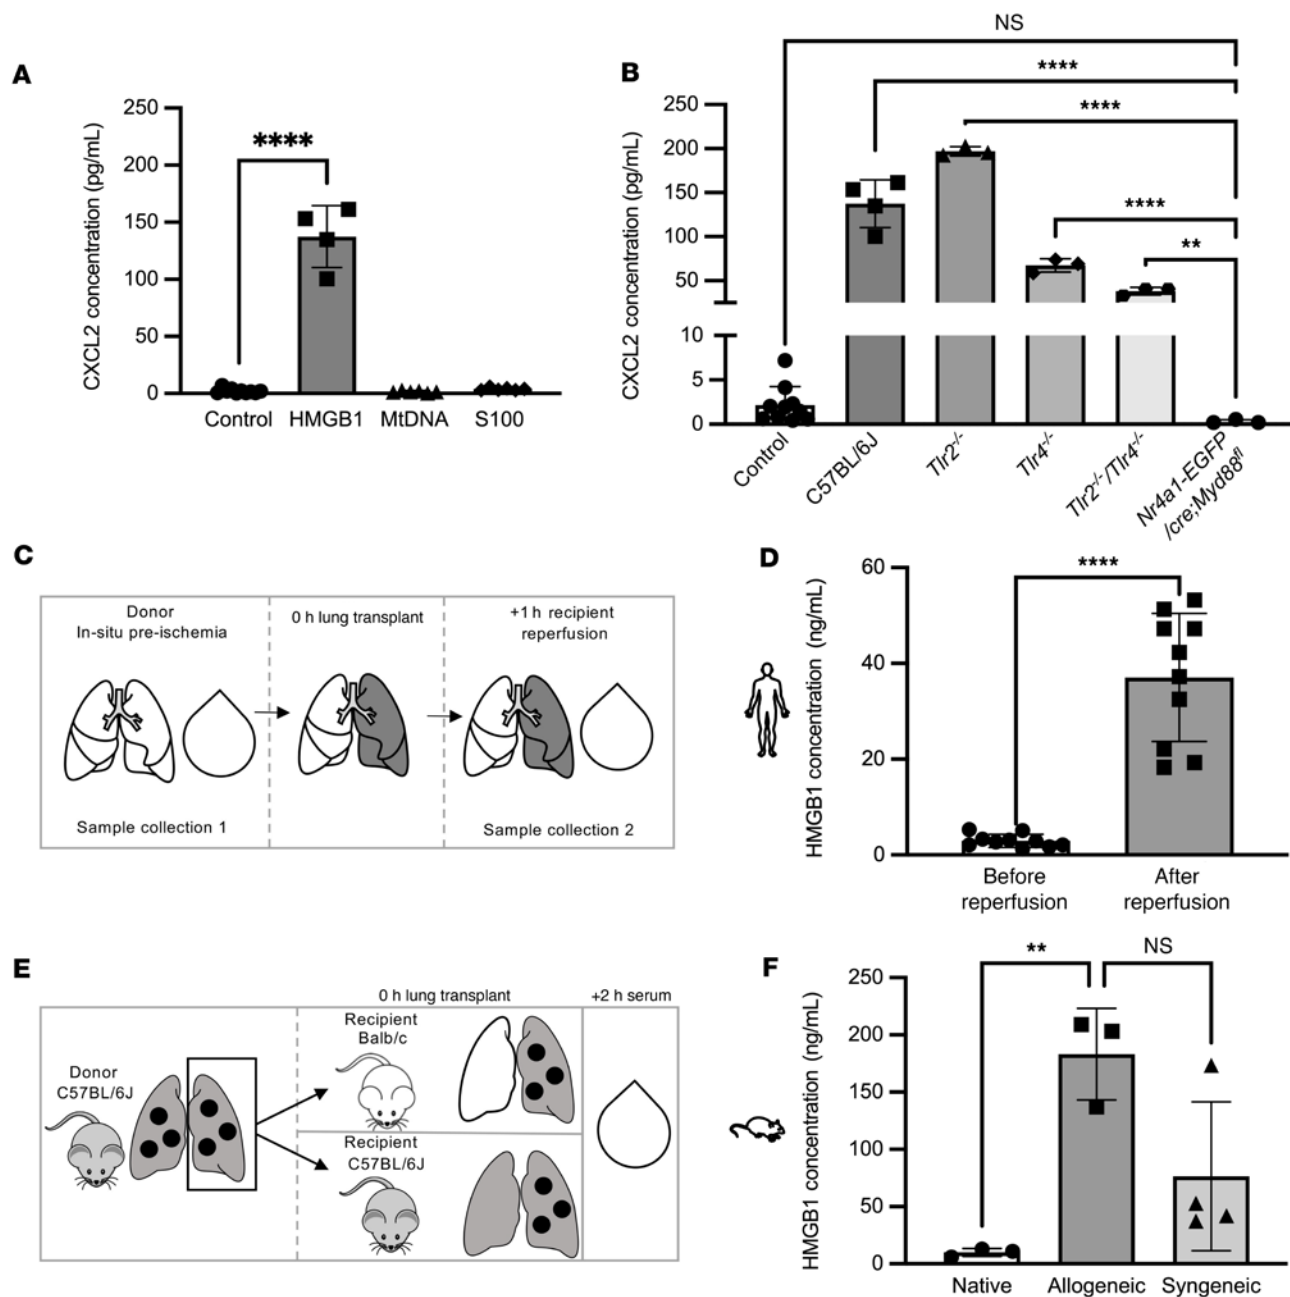 A
CXCL2 concentration (pg/mL)
250
200
150
100
50
0
****
Control
HMGB1
MtDNA
S100
B
CXCL2 concentration (pg/mL)
250
200
150
100
50
10
5
0
NS
****
****
****
**
Control
C57BL/6J
Tlr2-/-
Tlr4-/-
Tlr2-/-/Tlr4-/-
Nr4a1-EGFP
/cre;Myd88fl
C
Donor
In-situ pre-ischemia
0 h lung transplant
+1 h recipient
reperfusion
Sample collection 1
Sample collection 2
D
HMGB1 concentration (ng/mL)
60
40
20
0
****
Before
reperfusion
After
reperfusion
E
0 h lung transplant
+2 h serum
Donor
C57BL/6J
Recipient
Balb/c
Recipient
C57BL/6J
F
HMGB1 concentration (ng/mL)
250
200
150
100
50
0
**
NS
Native
Allogeneic
Syngeneic